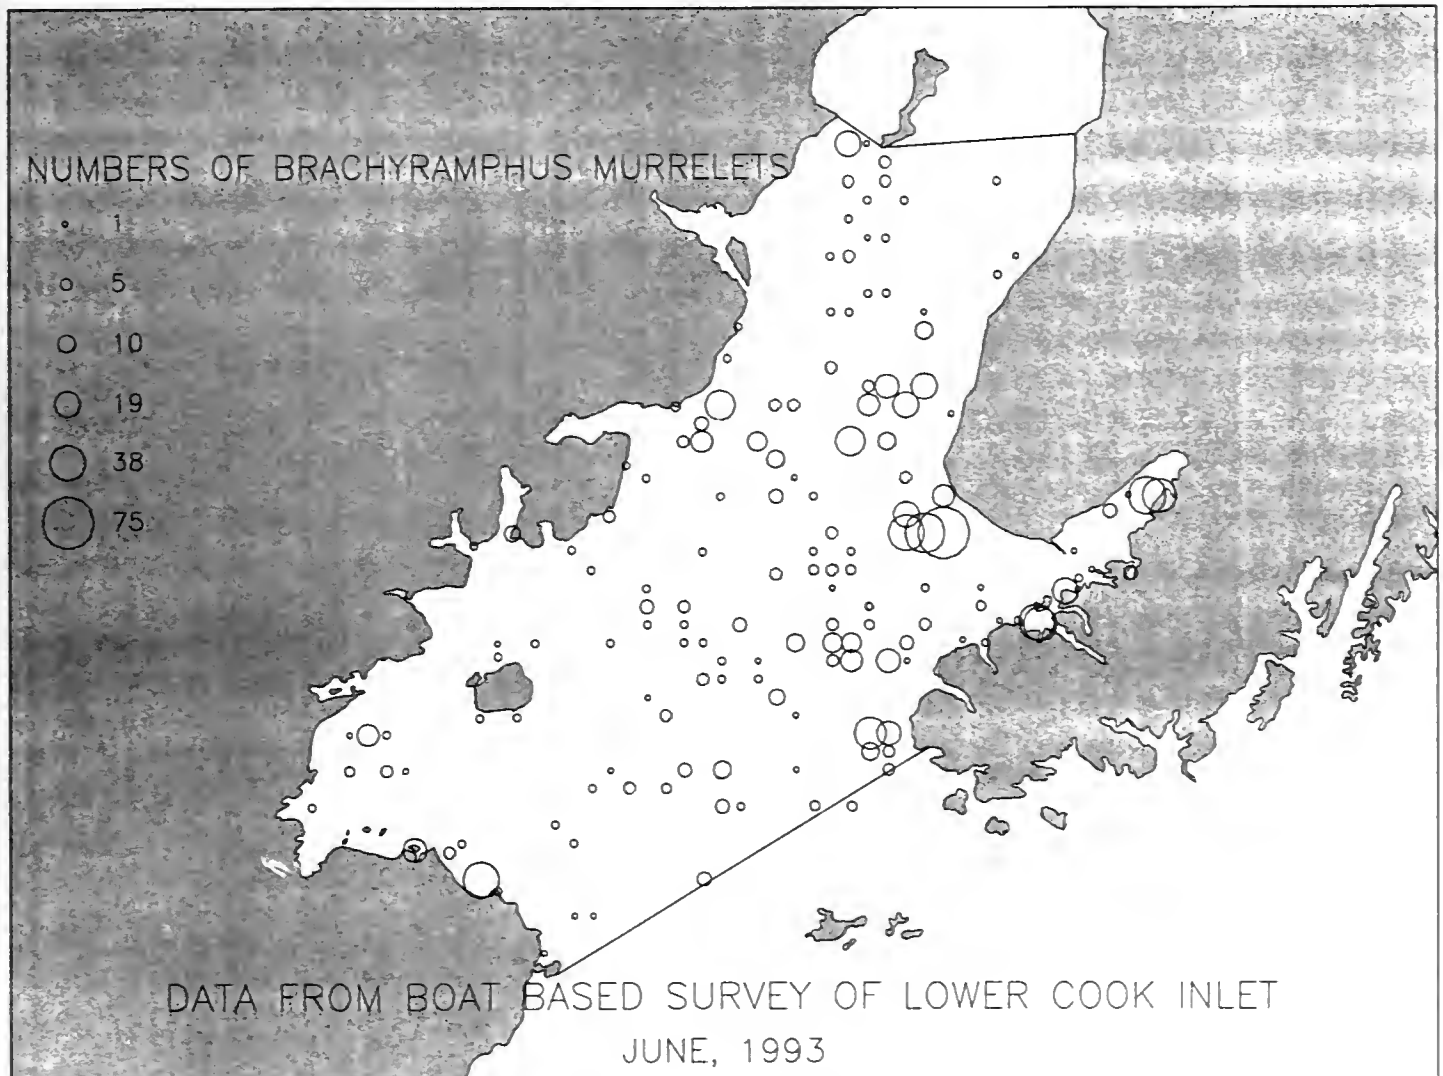 NUMBERS OF BRACHYRAMPHUS MURRELETS
1
5
10
19
38
75
DATA FROM BOAT BASED SURVEY OF LOWER COOK INLET
JUNE, 1993